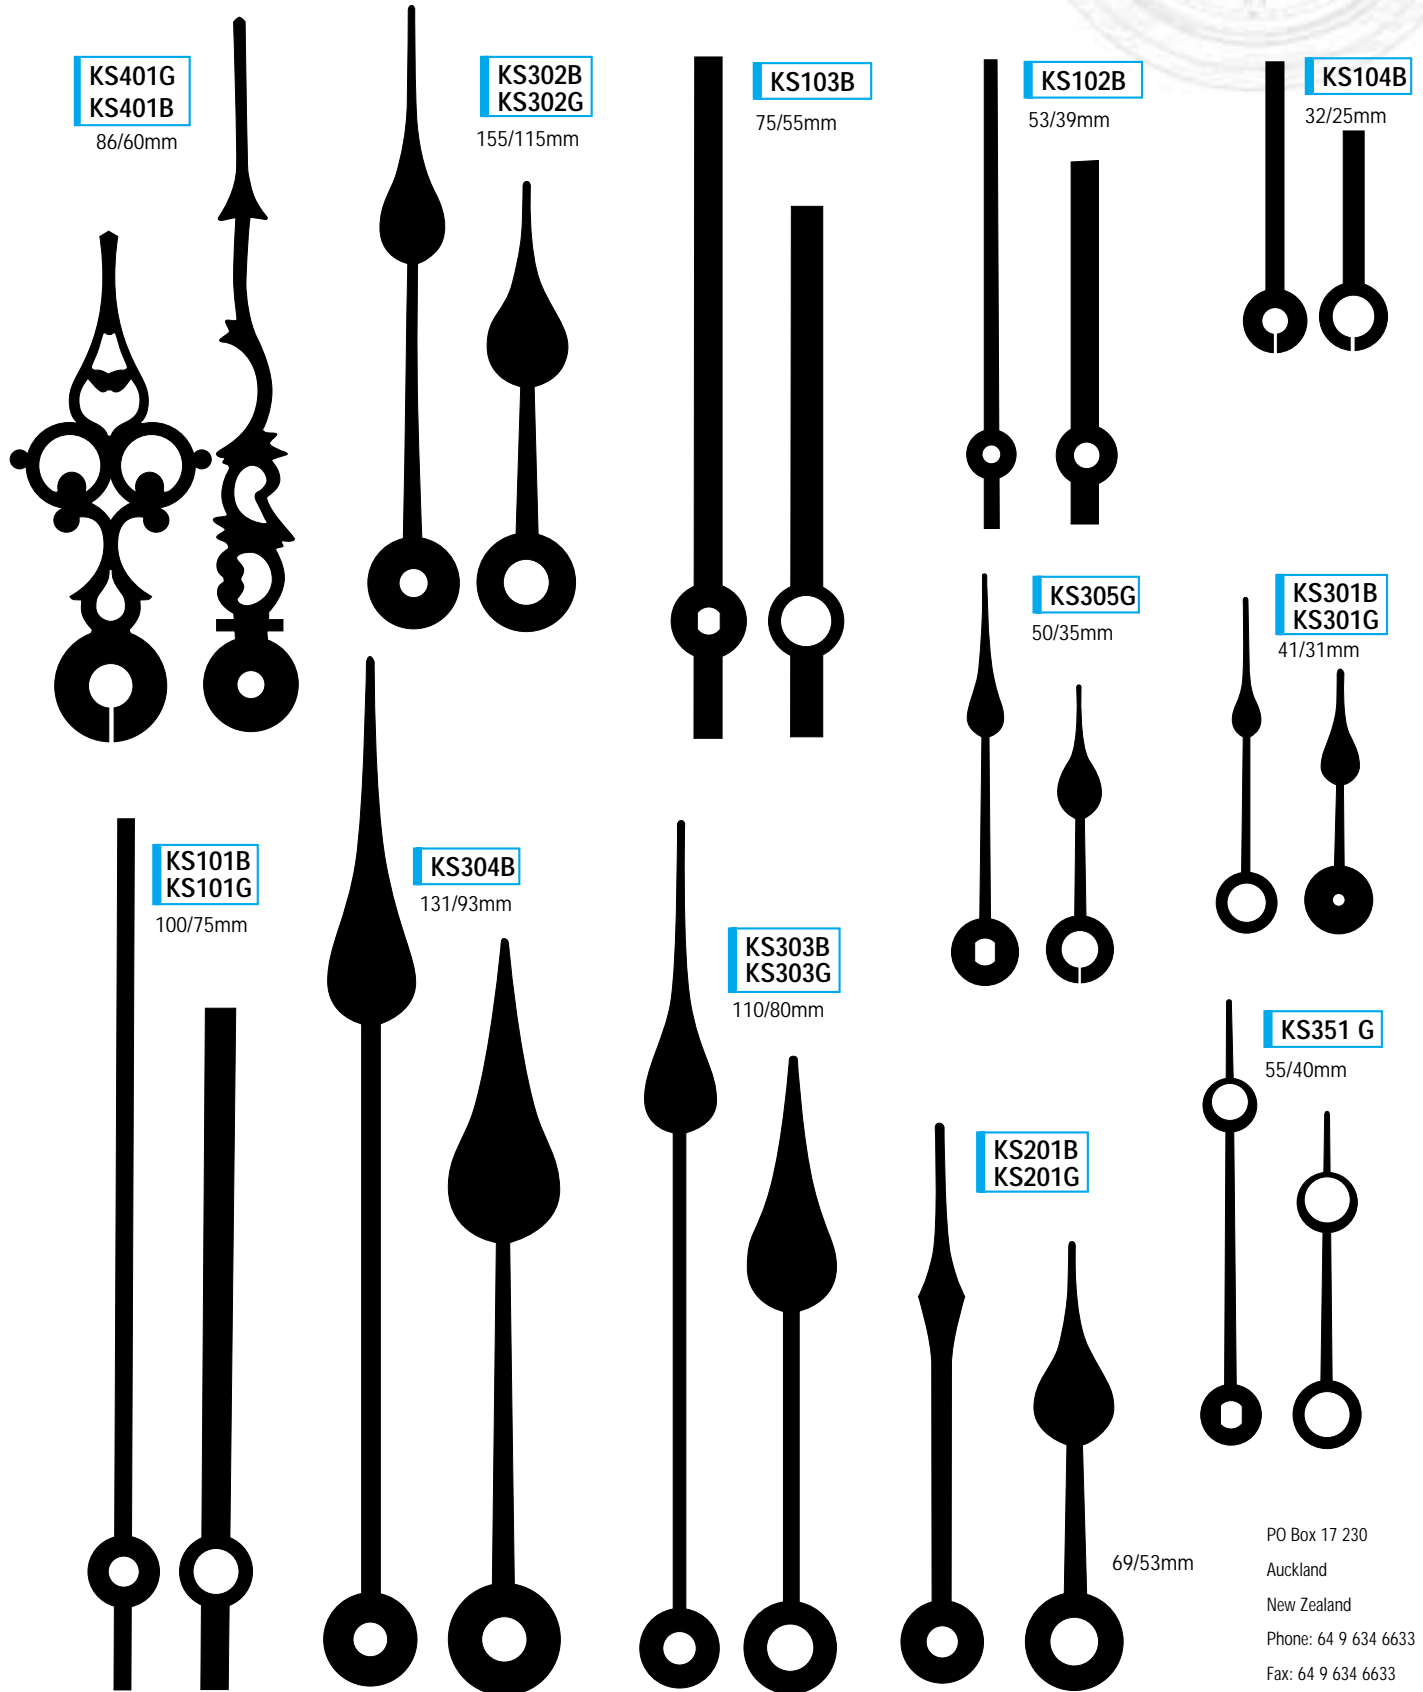 KS401G
KS401B
86/60mm
KS302B
KS302G
155/115mm
KS103B
75/55mm
KS102B
53/39mm
KS104B
32/25mm
KS305G
50/35mm
KS301B
KS301G
41/31mm
KS101B
KS101G
100/75mm
KS304B
131/93mm
KS303B
KS303G
110/80mm
KS351 G
55/40mm
KS201B
KS201G
69/53mm
PO Box 17 230
Auckland
New Zealand
Phone: 64 9 634 6633
Fax: 64 9 634 6633